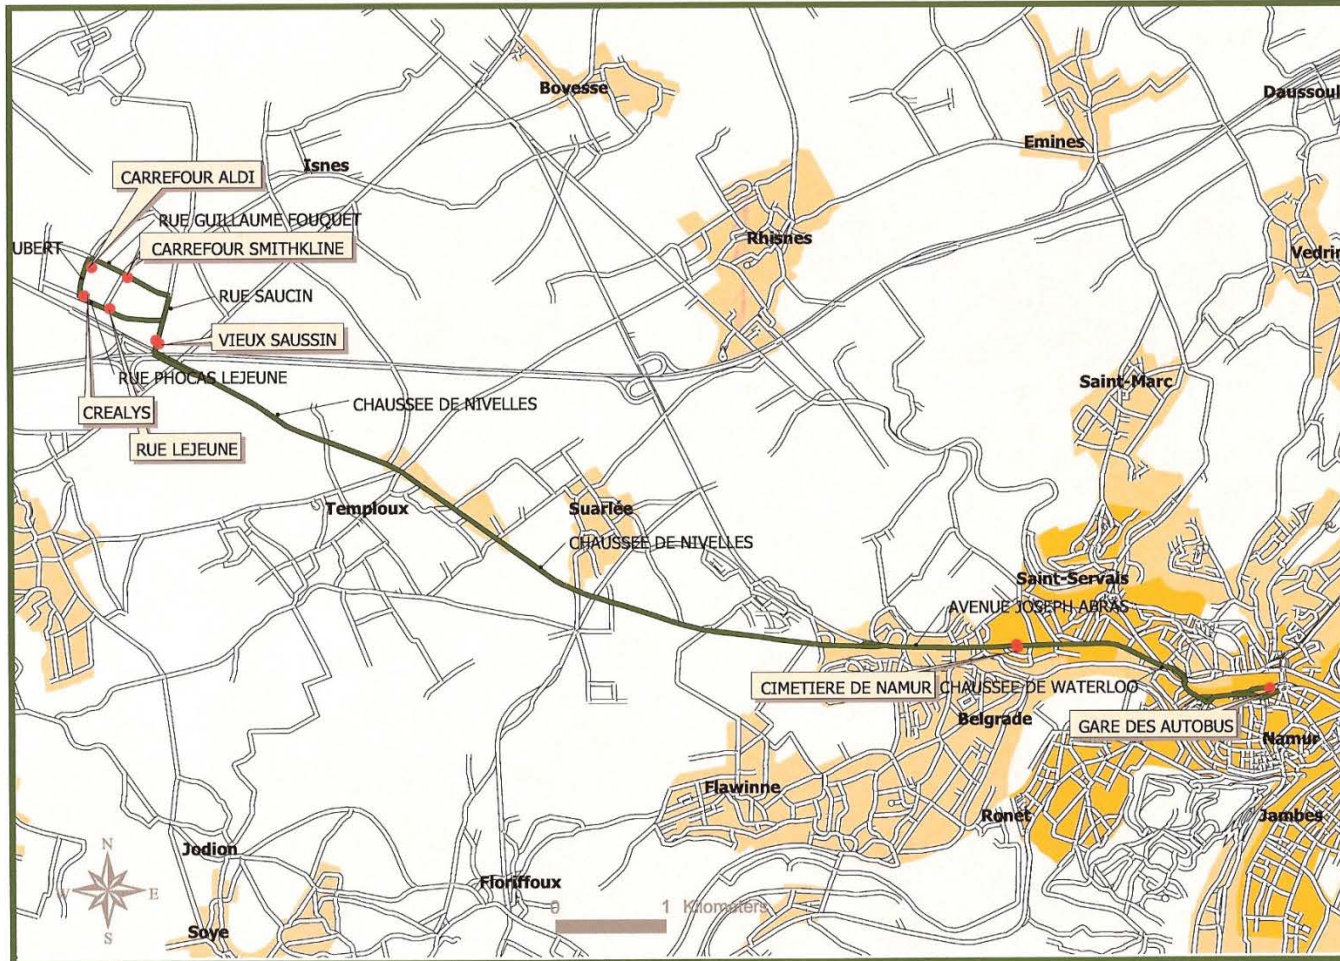 Bovesse
Daussoul
Emines
Isnes
CARREFOUR ALDI
RUE GUILLAUME FOUQUET
UBERT
CARREFOUR SMITHKLINE
Rhisnes
Vedrin
RUE SAUCIN
VIEUX SAUSSIN
RUE PHOCAS LEJEUNE
Saint-Marc
CREALYS
CHAUSSEE DE NIVELLES
RUE LEJEUNE
Temploux
Suarlée
CHAUSSEE DE NIVELLES
Saint-Servais
AVENUE JOSEPH ABRAS
CIMETIERE DE NAMUR
CHAUSSEE DE WATERLOO
Belgrade
GARE DES AUTOBUS
Namur
Flawinne
Ronet
Jambes
N
Jodion
W
E
Floriffoux
0 1 Kilometers
S
Soye